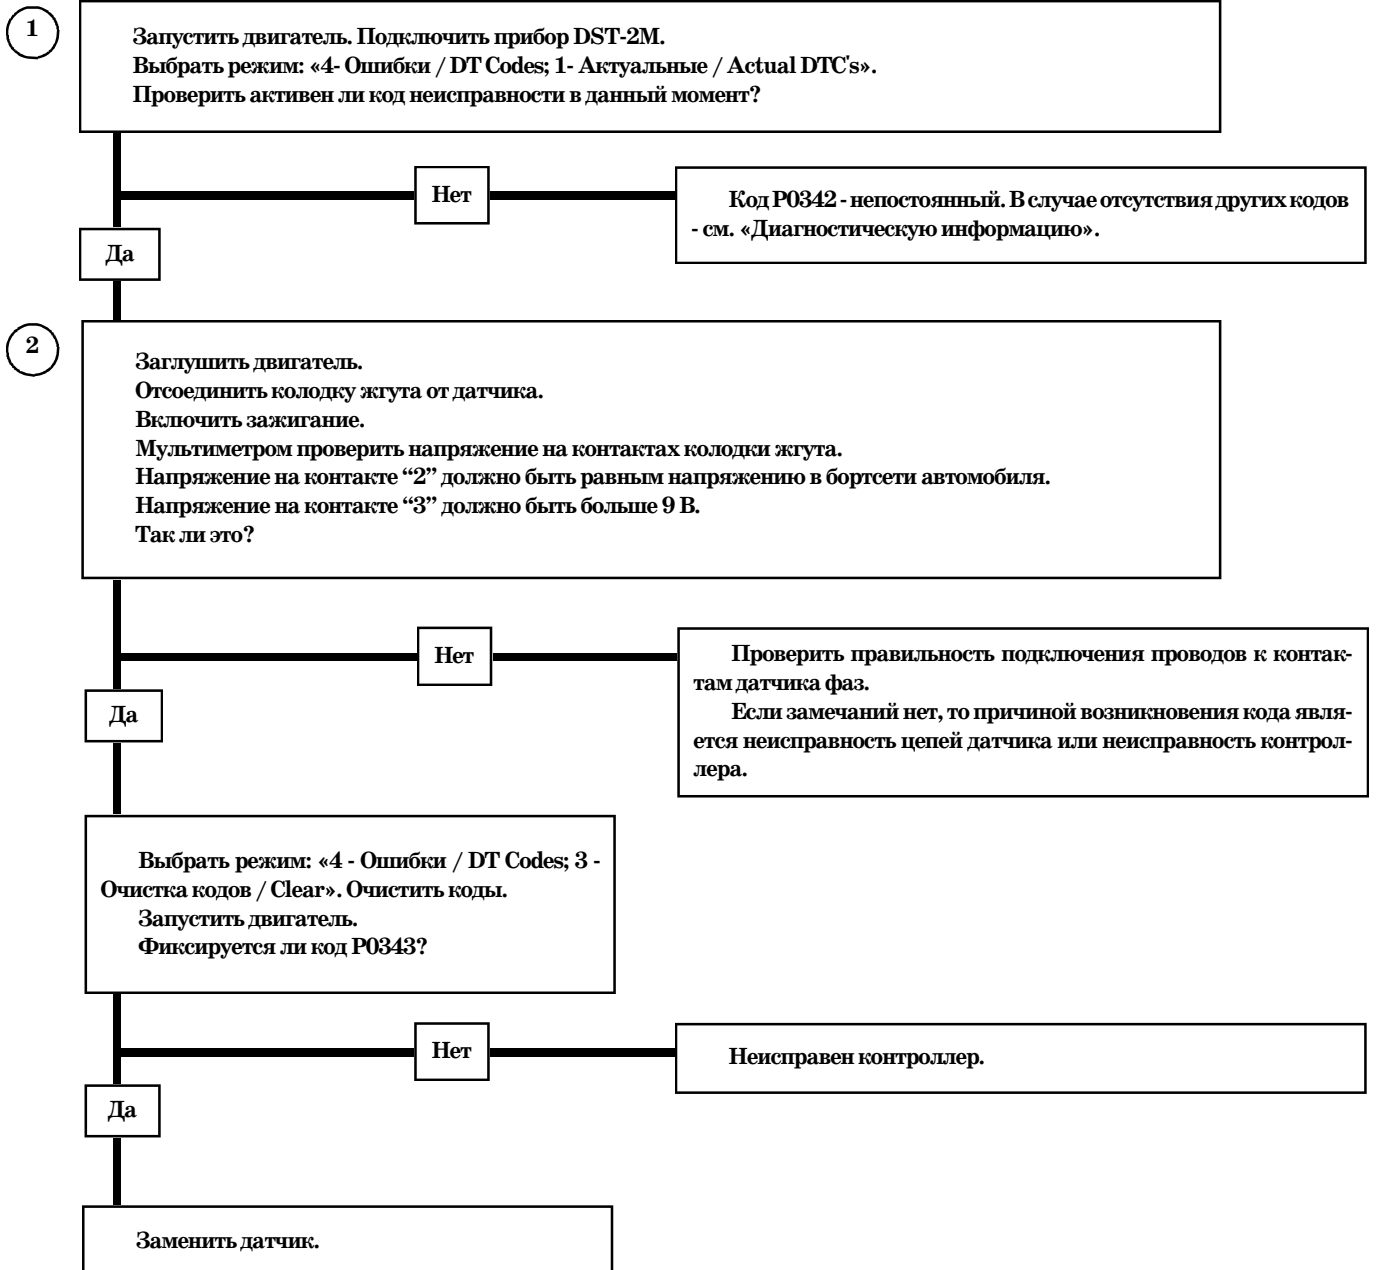 1
Запустить двигатель. Подключить прибор DST-2М.
Выбрать режим: «4- Ошибки / DT Codes; 1- Актуальные / Actual DTC's».
Проверить активен ли код неисправности в данный момент?
Нет
Код Р0342 - непостоянный. В случае отсутствия других кодов
- см. «Диагностическую информацию».
Да
2
Заглушить двигатель.
Отсоединить колодку жгута от датчика.
Включить зажигание.
Мультиметром проверить напряжение на контактах колодки жгута.
Напряжение на контакте “2” должно быть равным напряжению в бортсети автомобиля.
Напряжение на контакте “3” должно быть больше 9 В.
Так ли это?
Нет
Проверить правильность подключения проводов к контак-
там датчика фаз.
Если замечаний нет, то причиной возникновения кода явля-
ется неисправность цепей датчика или неисправность контрол-
лера.
Да
Выбрать режим: «4 - Ошибки / DT Codes; 3 -
Очистка кодов / Clear». Очистить коды.
Запустить двигатель.
Фиксируется ли код Р0343?
Нет
Неисправен контроллер.
Да
Заменить датчик.